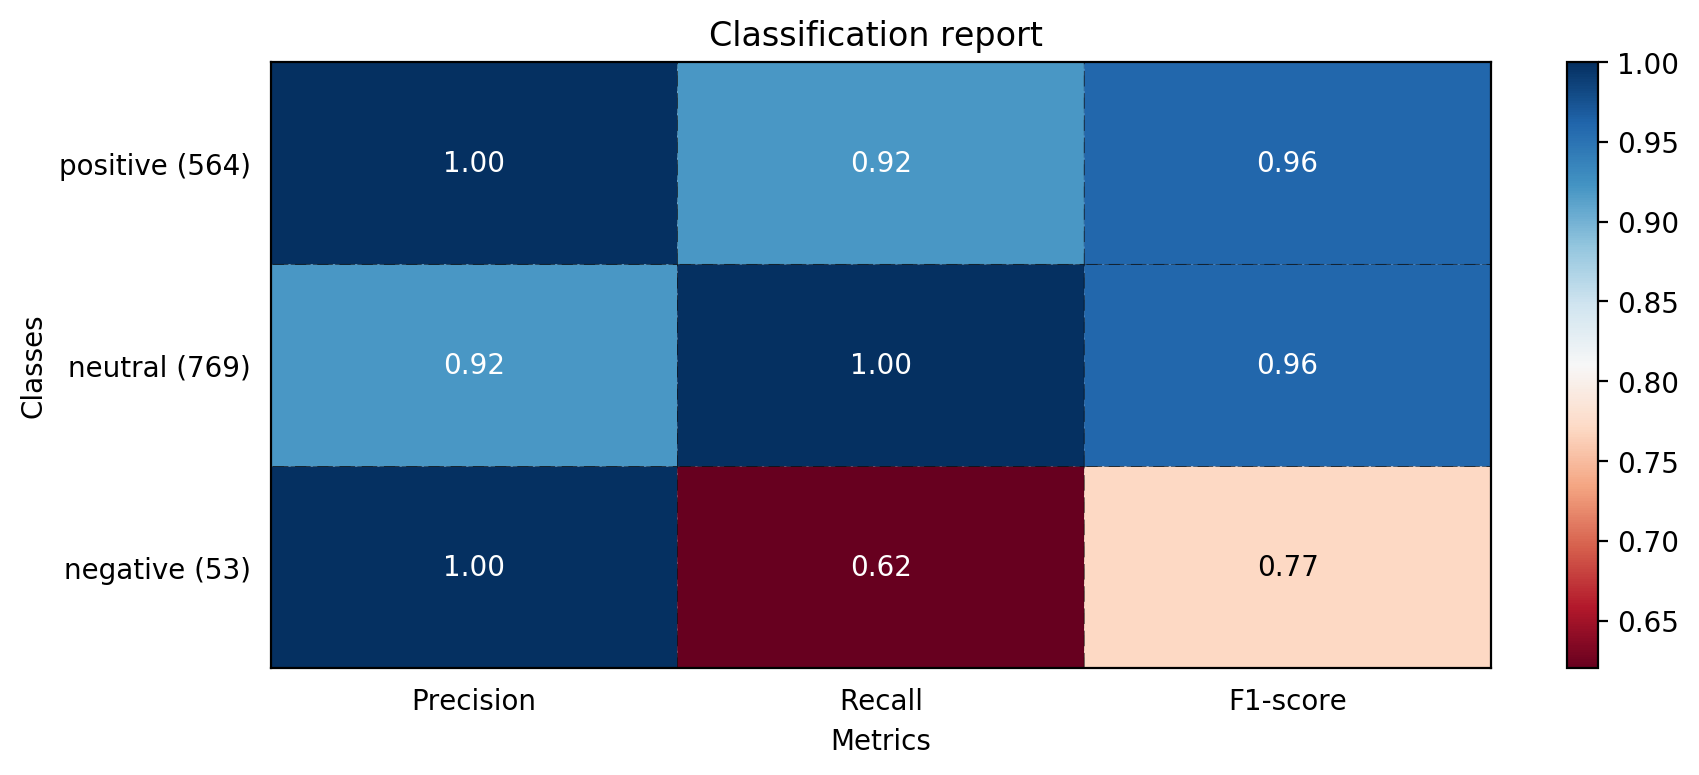 Classification report
Classes
positive (564) 1.00 0.92 0.96
neutral (769) 0.92 1.00 0.96
negative (53) 1.00 0.62 0.77
Precision Recall F1-score
Metrics
1.00
0.95
0.90
0.85
0.80
0.75
0.70
0.65